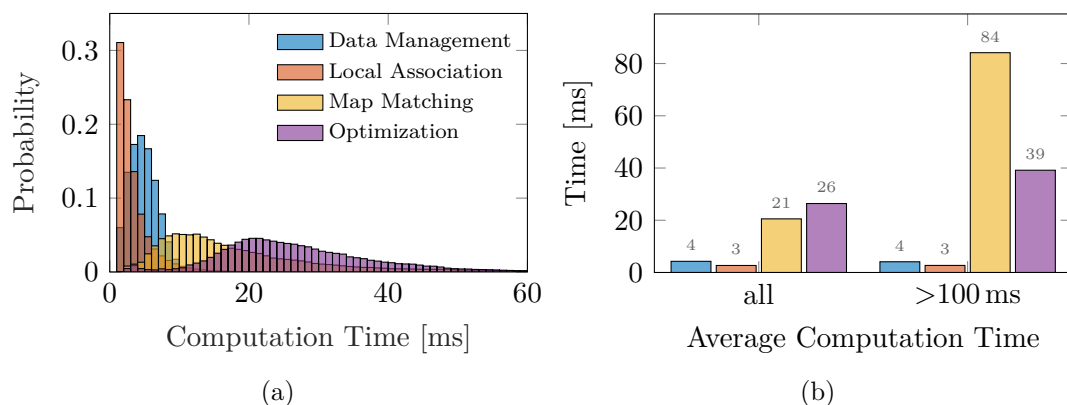 0.3
0.2
0.1
0
Probability
Data Management
Local Association
Map Matching
Optimization
0 20 40 60
Computation Time [ms]
(a)
80
60
40
20
0
Time [ms]
4 3 21 26
4 3 84 39
all >100 ms
Average Computation Time
(b)